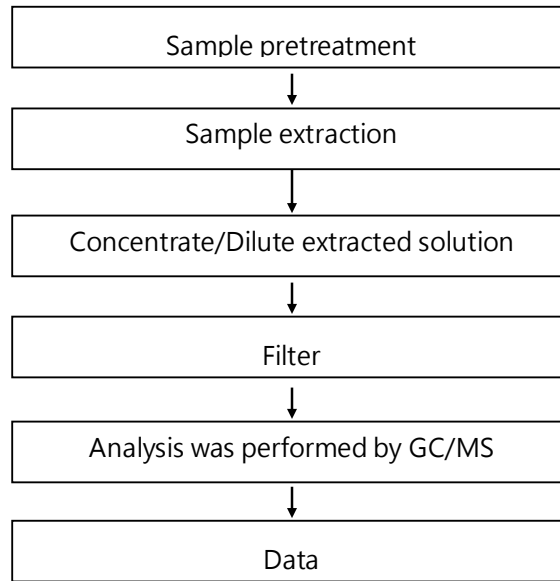 Sample pretreatment
Sample extraction
Concentrate/Dilute extracted solution
Filter
Analysis was performed by GC/MS
Data